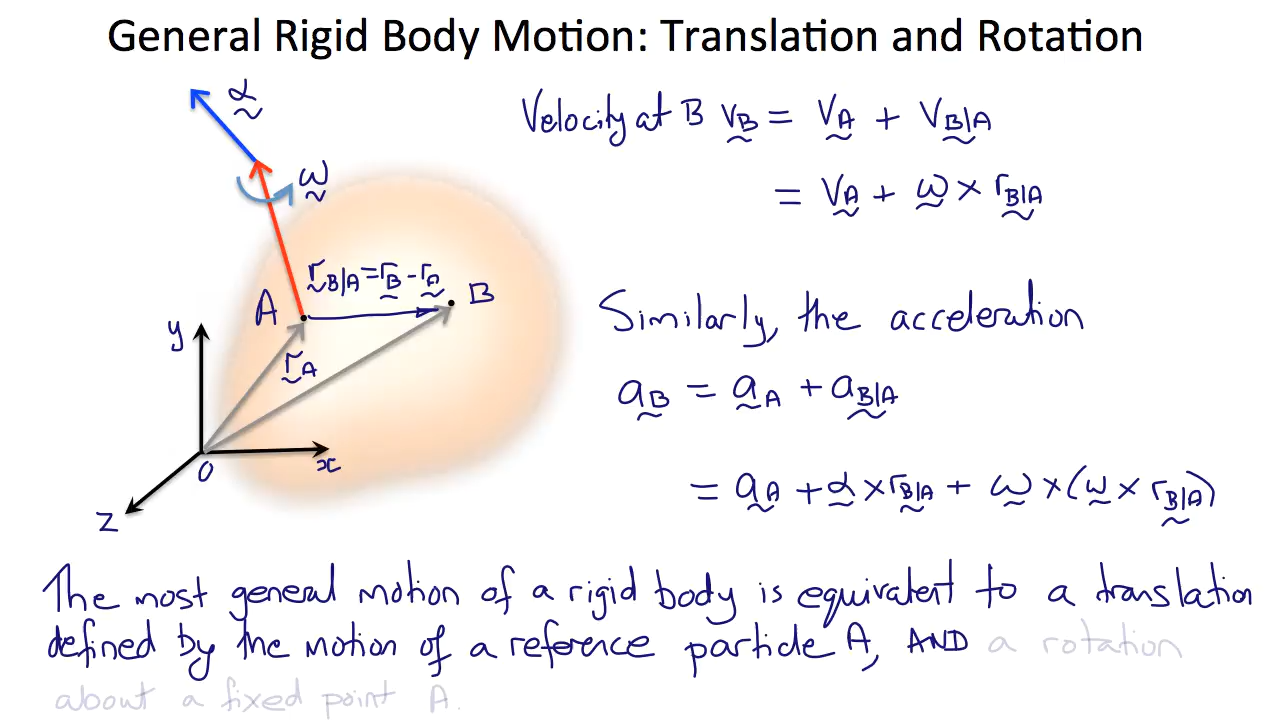 General Rigid Body Motion: Translation and Rotation
α
ω
r_B|A = r_B - r_A
A
B
r_A
y
x
O
z
Velocity at B v_B = v_A + v_B|A
= v_A + ω × r_B|A
Similarly, the acceleration
a_B = a_A + a_B|A
= a_A + α × r_B|A + ω × (ω × r_B|A)
The most general motion of a rigid body is equivalent to a translation
defined by the motion of a reference particle A, AND a rotation
about a fixed point A.